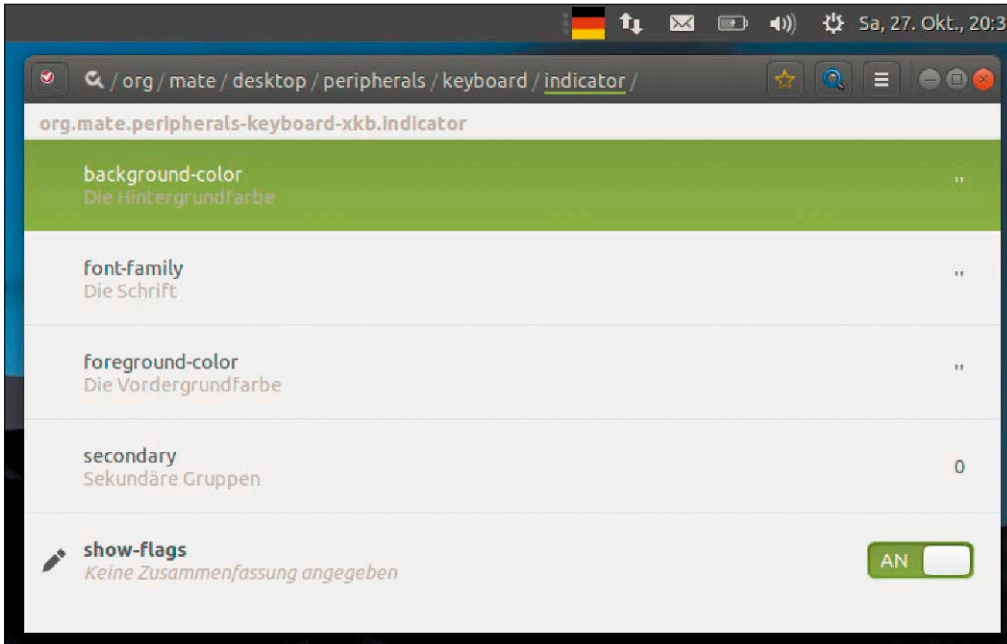 Sa, 27. Okt., 20:3
/ org / mate / desktop / peripherals / keyboard / indicator /
org.mate.peripherals-keyboard-xkb.indicator
background-color
Die Hintergrundfarbe
''
font-family
Die Schrift
''
foreground-color
Die Vordergrundfarbe
''
secondary
Sekundäre Gruppen
0
show-flags
Keine Zusammenfassung angegeben
AN